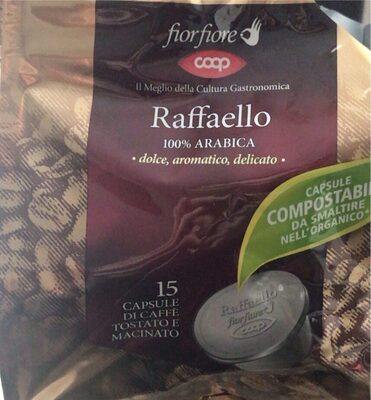 fiorfiore
coop
Il Meglio della Cultura Gastronomica
Raffaello
100% ARABICA
• dolce, aromatico, delicato •
CAPSULE
COMPOSTABI
DA SMALTIRE
NELL'ORGANICO*
15
CAPSULE
DI CAFFÈ
TOSTATO E
MACINATO
Raffaello
fiorfiore
coop